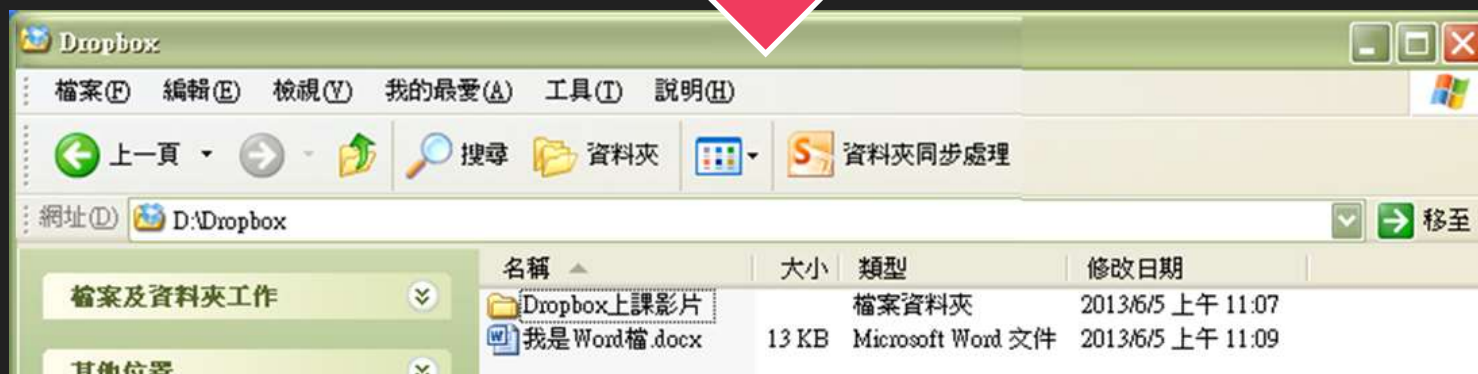 Dropbox
檔案(F) 編輯(E) 檢視(V) 我的最愛(A) 工具(T) 說明(H)
上一頁 搜尋 資料夾 資料夾同步處理
網址(D) D:\Dropbox 移至
名稱 大小 類型 修改日期
檔案及資料夾工作
Dropbox上課影片 檔案資料夾 2013/6/5 上午 11:07
我是Word檔.docx 13 KB Microsoft Word 文件 2013/6/5 上午 11:09
其他位置